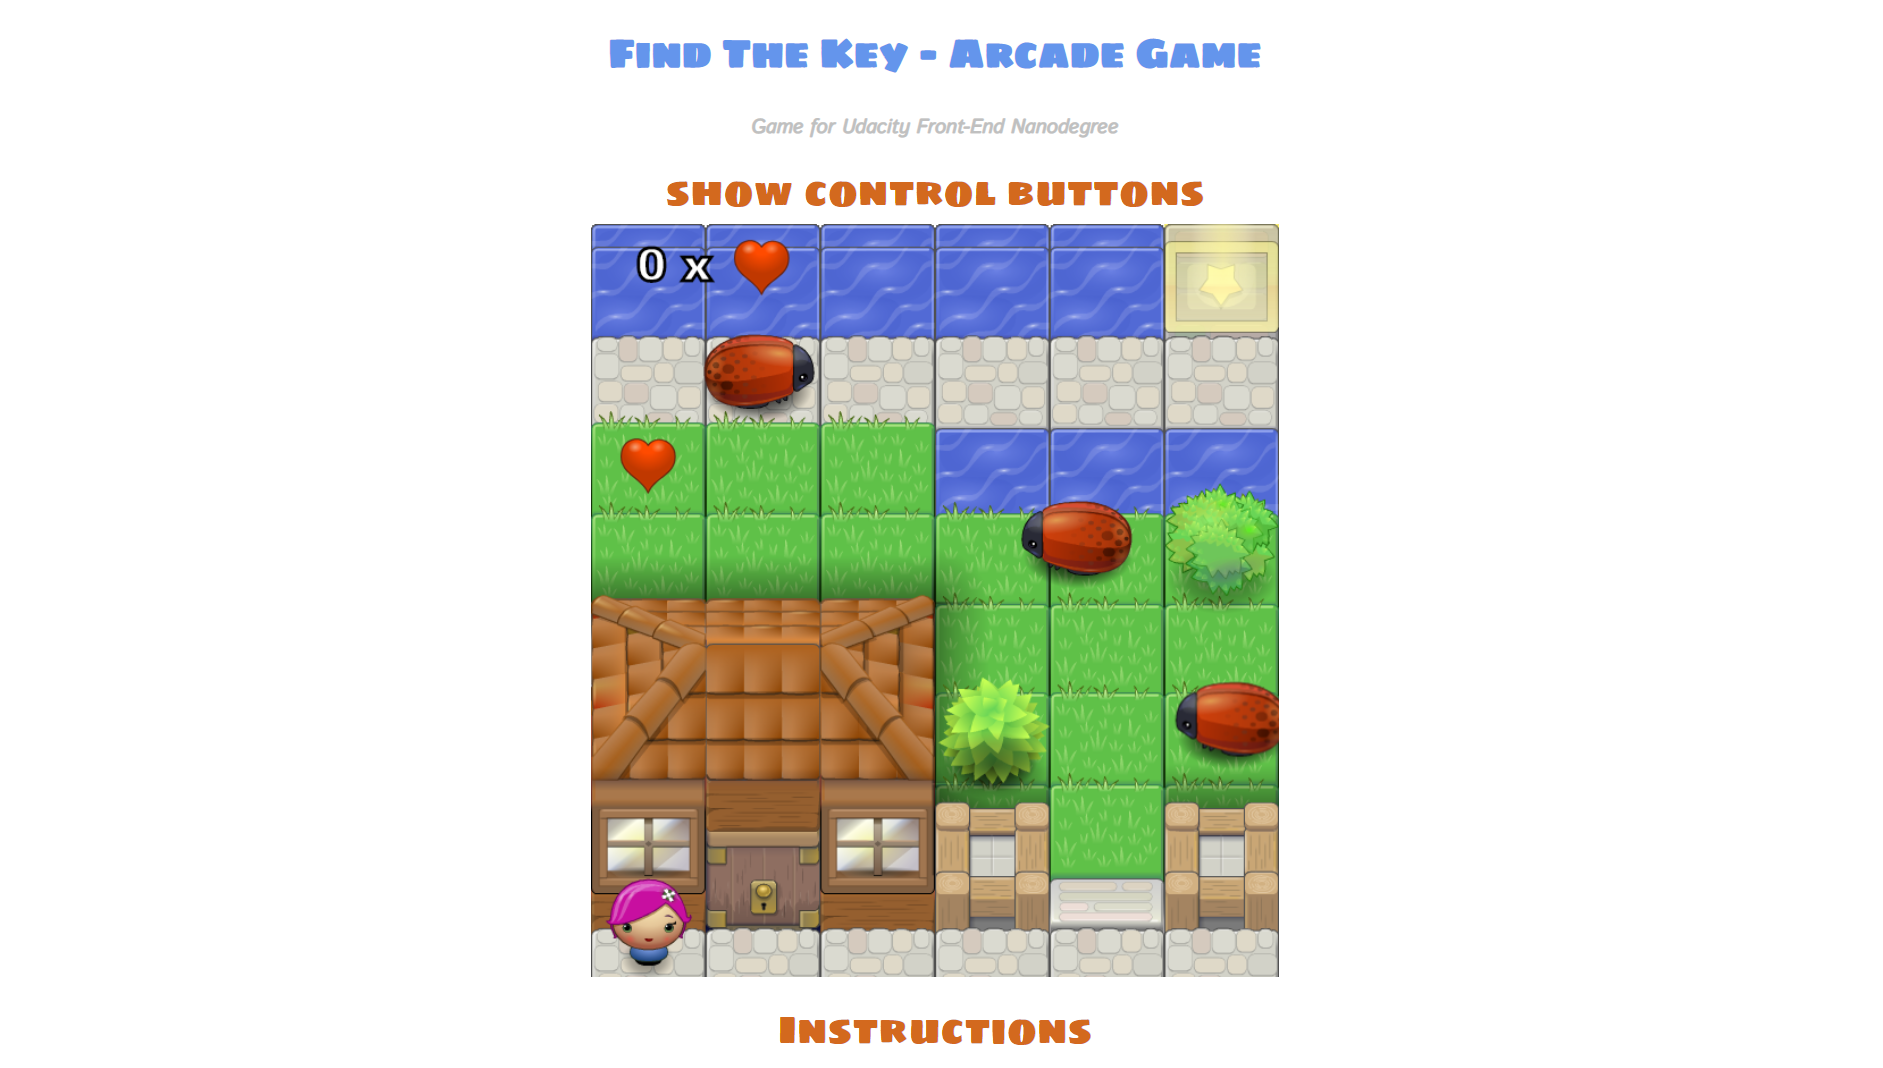 Find The Key - Arcade Game
Game for Udacity Front-End Nanodegree
SHOW CONTROL BUTTONS
0 x
Instructions